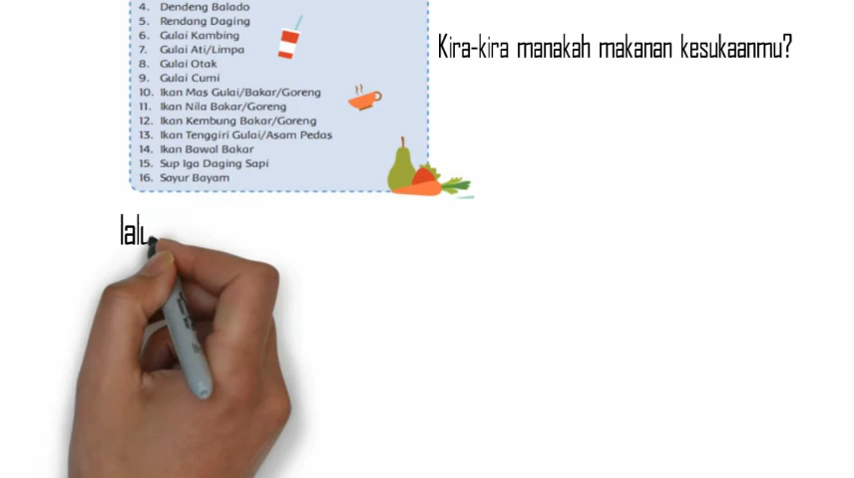 4. Dendeng Balado
5. Rendang Daging
6. Gulai Kambing
7. Gulai Ati/Limpa
8. Gulai Otak
9. Gulai Cumi
10. Ikan Mas Gulai/Bakar/Goreng
11. Ikan Nila Bakar/Goreng
12. Ikan Kembung Bakar/Goreng
13. Ikan Tenggiri Gulai/Asam Pedas
14. Ikan Bawal Bakar
15. Sup Iga Daging Sapi
16. Sayur Bayam
Kira-kira manakah makanan kesukaanmu?
lalu